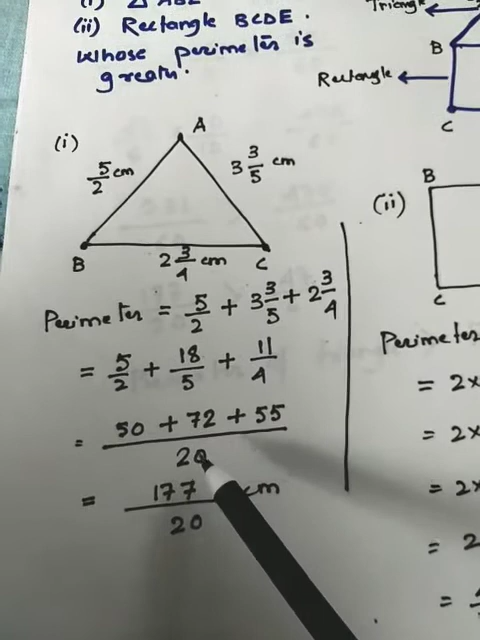 (i) Δ ABE
(ii) Rectangle BCDE.
Whose perimeter is
greater.
Triangle
B
Rectangle
C
(i)
A
5/2 cm
3 3/5 cm
B
2 3/4 cm
C
Perimeter = 5/2 + 3 3/5 + 2 3/4
= 5/2 + 18/5 + 11/4
= 50 + 72 + 55 / 20
= 177/20 cm
(ii)
B
C
Perimeter
= 2×
= 2×
= 2×
= 2
=